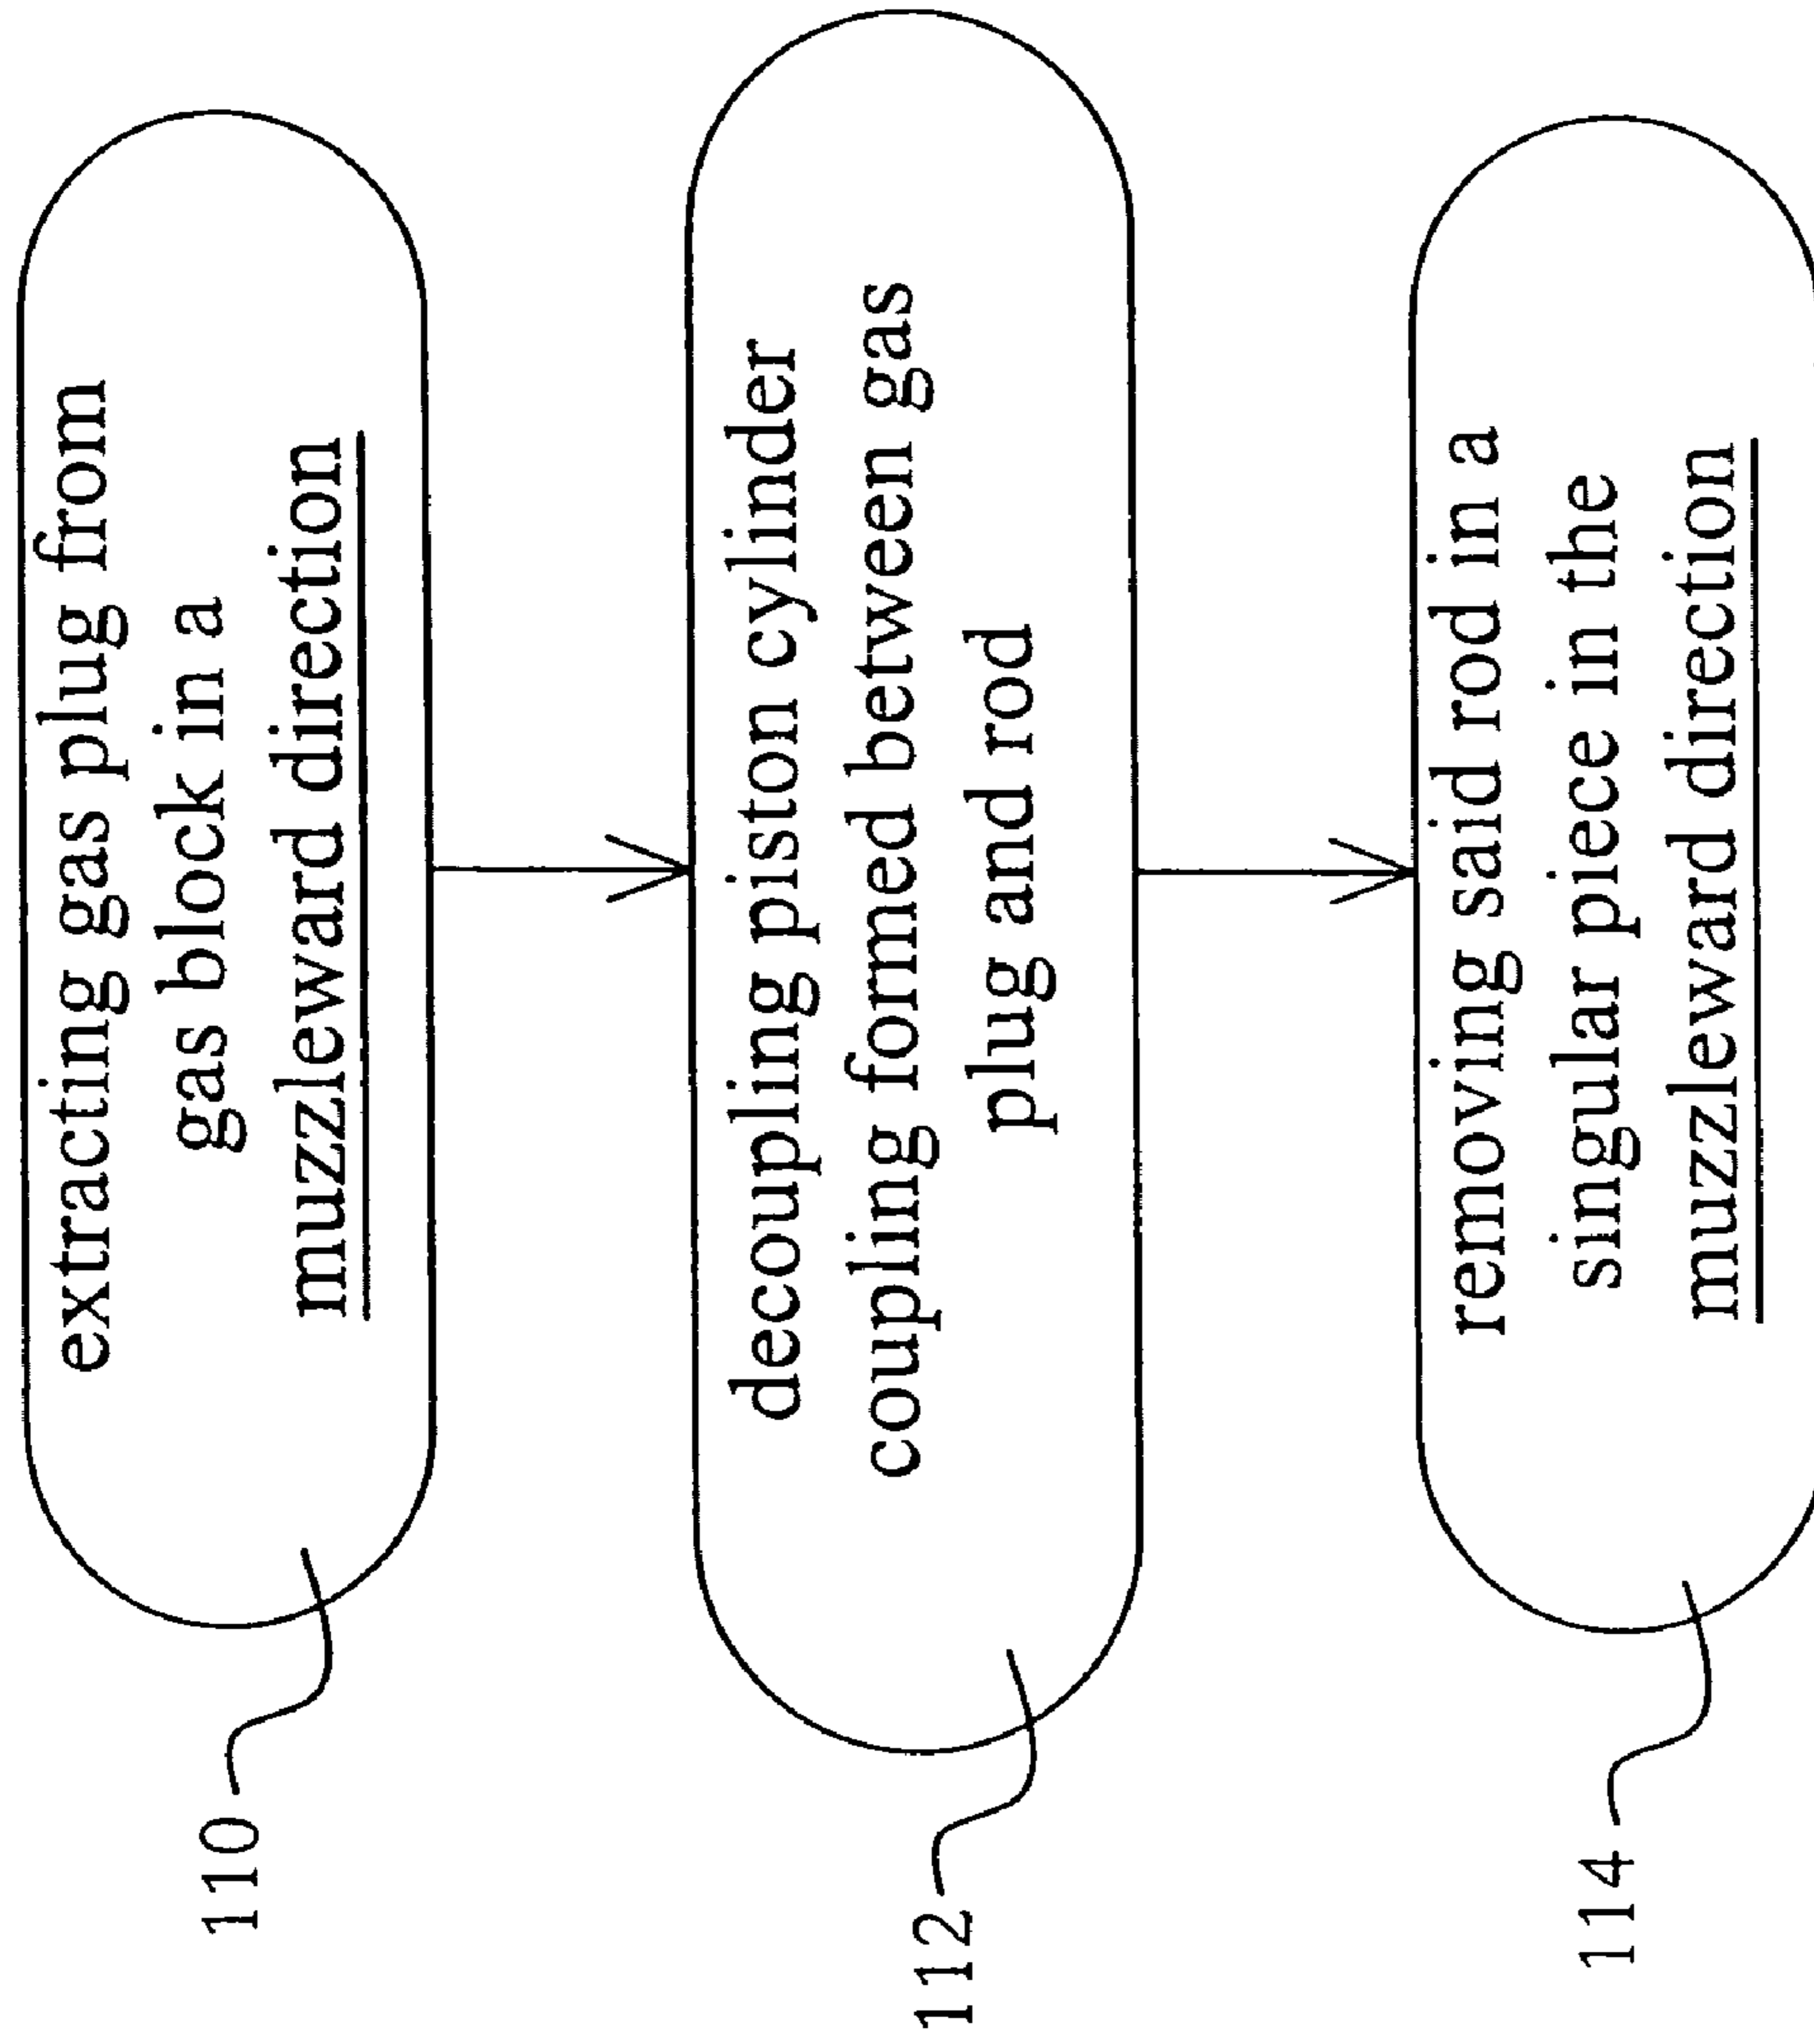 extracting gas plug from
gas block in a
muzzleward direction
110
decoupling piston cylinder
coupling formed between gas
plug and rod
112
removing said rod in a
singular piece in the
muzzleward direction
114